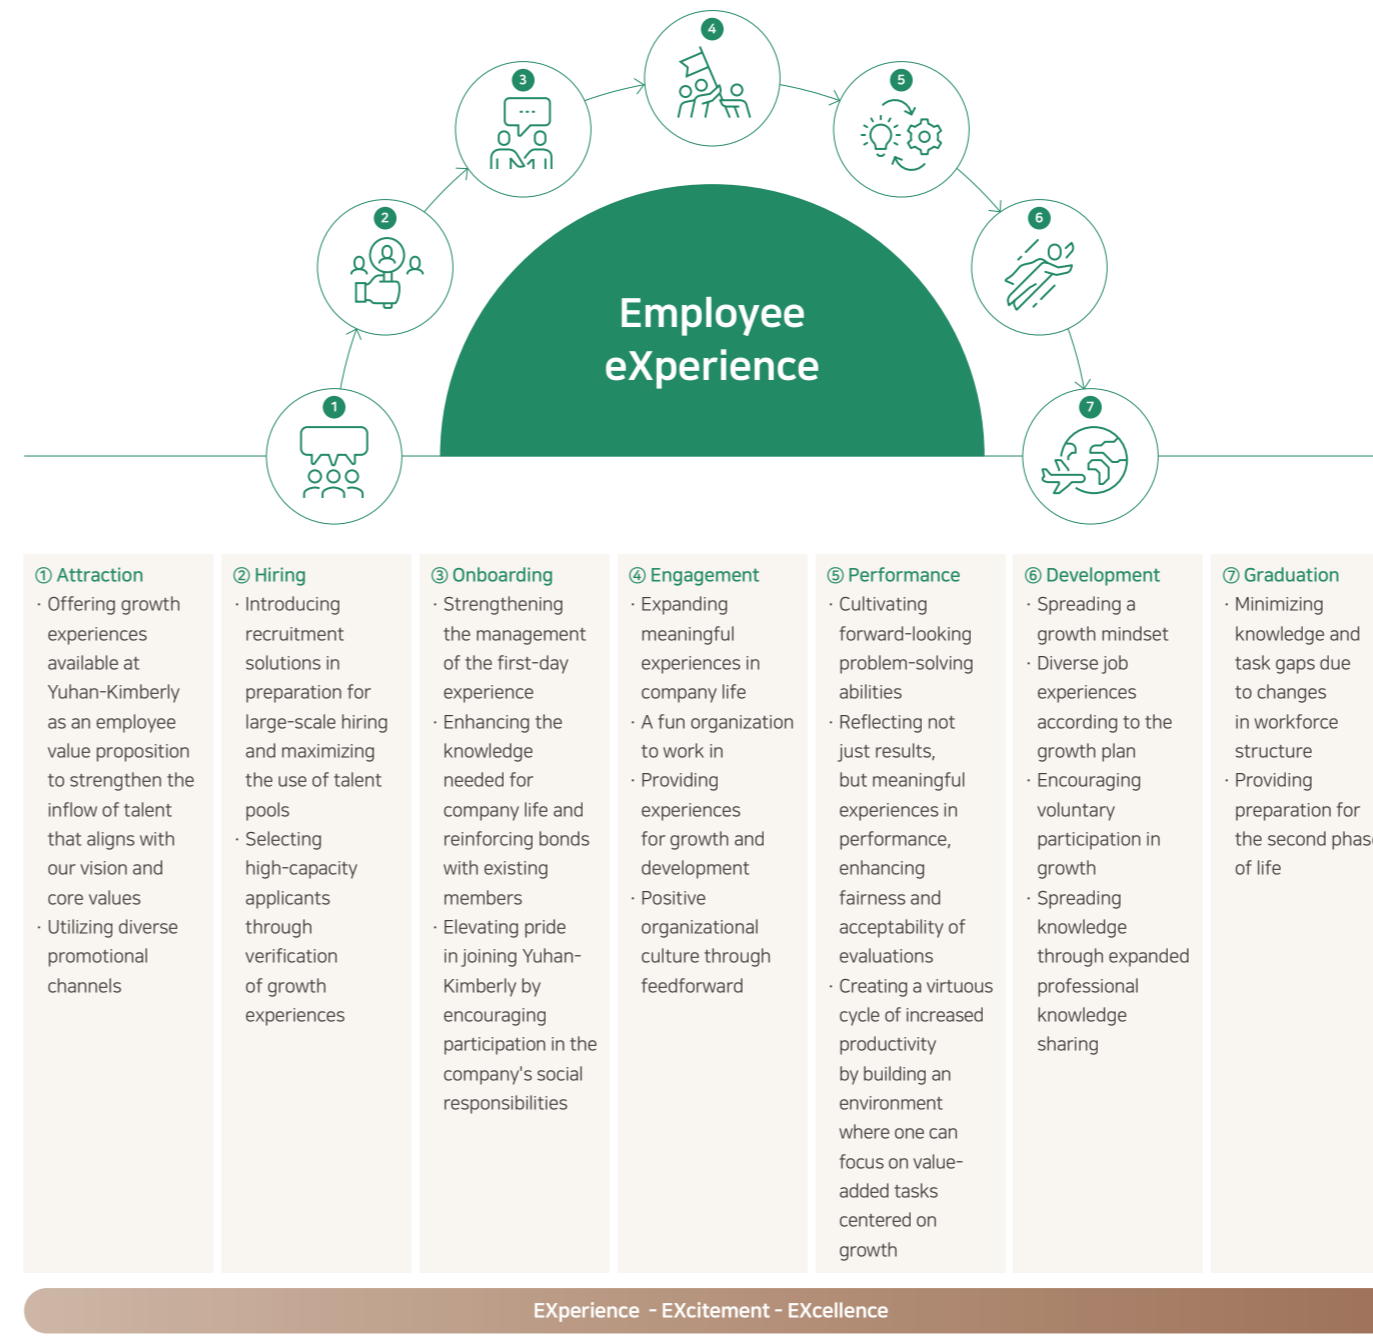 4
3
5
2
6
Employee
eXperience
1
7
① Attraction
· Offering growth
experiences
available at
Yuhan-Kimberly
as an employee
value proposition
to strengthen the
inflow of talent
that aligns with
our vision and
core values
· Utilizing diverse
promotional
channels
② Hiring
· Introducing
recruitment
solutions in
preparation for
large-scale hiring
and maximizing
the use of talent
pools
· Selecting
high-capacity
applicants
through
verification
of growth
experiences
③ Onboarding
· Strengthening
the management
of the first-day
experience
· Enhancing the
knowledge
needed for
company life and
reinforcing bonds
with existing
members
· Elevating pride
in joining Yuhan-
Kimberly by
encouraging
participation in the
company's social
responsibilities
④ Engagement
· Expanding
meaningful
experiences in
company life
· A fun organization
to work in
· Providing
experiences
for growth and
development
· Positive
organizational
culture through
feedforward
⑤ Performance
· Cultivating
forward-looking
problem-solving
abilities
· Reflecting not
just results,
but meaningful
experiences in
performance,
enhancing
fairness and
acceptability of
evaluations
· Creating a virtuous
cycle of increased
productivity
by building an
environment
where one can
focus on value-
added tasks
centered on
growth
⑥ Development
· Spreading a
growth mindset
· Diverse job
experiences
according to the
growth plan
· Encouraging
voluntary
participation in
growth
· Spreading
knowledge
through expanded
professional
knowledge
sharing
⑦ Graduation
· Minimizing
knowledge and
task gaps due
to changes
in workforce
structure
· Providing
preparation for
the second phase
of life
EXperience - EXcitement - EXcellence